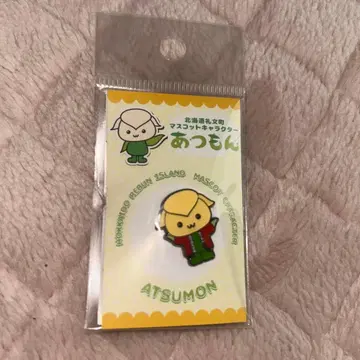 北海道礼文町
マスコットキャラクター
あつもん
HOKKAIDO REBUN ISLAND MASCOT CHARACTER
ATSUMON